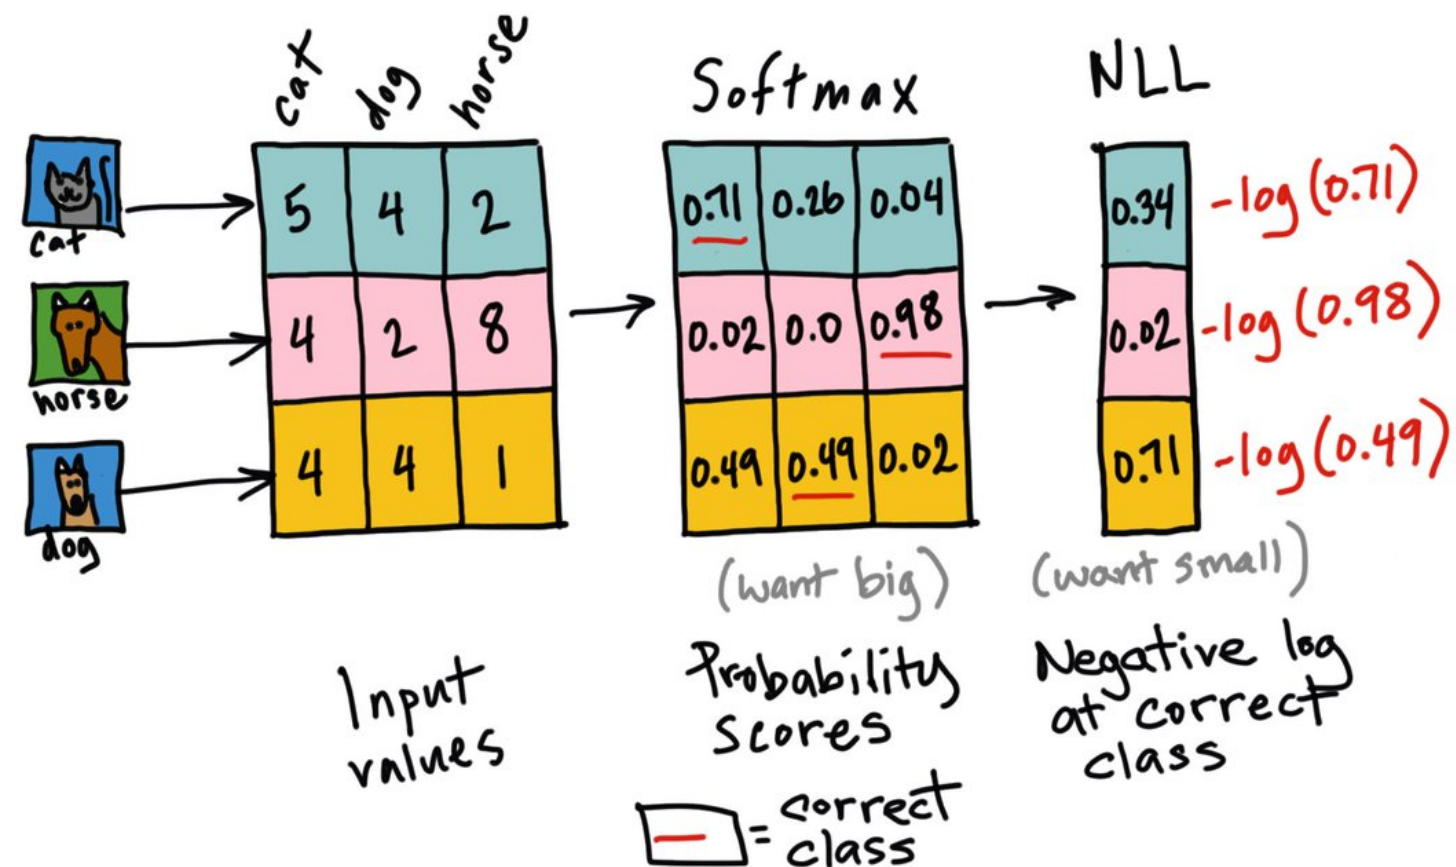 cat dog horse
Softmax
NLL
cat
5 4 2
0.71 0.26 0.04
0.34
-log(0.71)
horse
4 2 8
0.02 0.0 0.98
0.02
-log(0.98)
dog
4 4 1
0.49 0.49 0.02
0.71
-log(0.49)
(want big)
(want small)
Input
values
Probability
scores
Negative log
at correct
class
= correct
class